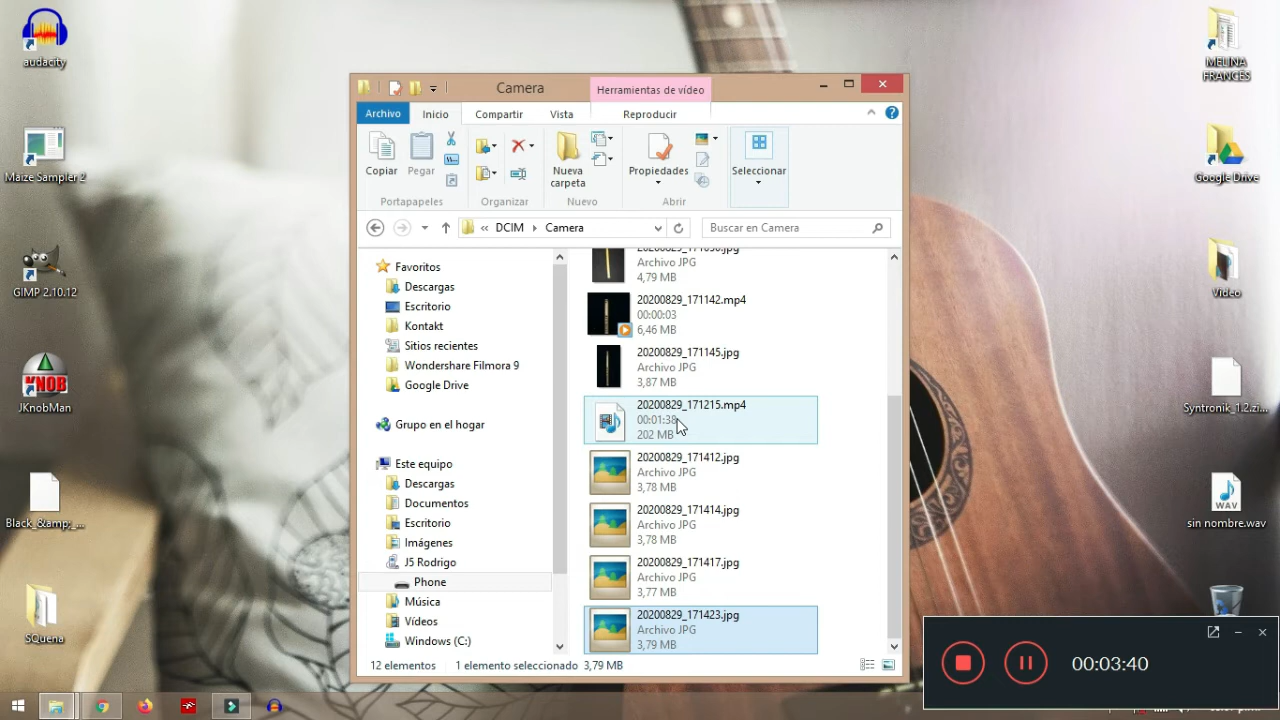 audacity
Maize Sampler 2
GIMP 2.10.12
KNOB
JKnobMan
Black_&amp;_...
SQuena
Camera
Herramientas de vídeo
Archivo
Inicio
Compartir
Vista
Reproducir
Copiar
Pegar
Nueva
carpeta
Propiedades
Seleccionar
Portapapeles
Organizar
Nuevo
Abrir
« DCIM
Camera
Buscar en Camera
Favoritos
Descargas
Escritorio
Kontakt
Sitios recientes
Wondershare Filmora 9
Google Drive
Grupo en el hogar
Este equipo
Descargas
Documentos
Escritorio
Imágenes
J5 Rodrigo
Phone
Música
Vídeos
Windows (C:)
Archivo JPG
4,79 MB
20200829_171142.mp4
00:00:03
6,46 MB
20200829_171145.jpg
Archivo JPG
3,87 MB
20200829_171215.mp4
00:01:38
202 MB
20200829_171412.jpg
Archivo JPG
3,78 MB
20200829_171414.jpg
Archivo JPG
3,78 MB
20200829_171417.jpg
Archivo JPG
3,77 MB
20200829_171423.jpg
Archivo JPG
3,79 MB
12 elementos
1 elemento seleccionado 3,79 MB
MELINA
FRANCÉS
Google Drive
Video
Syntronik_1.2.zi...
WAV
sin nombre.wav
00:03:40